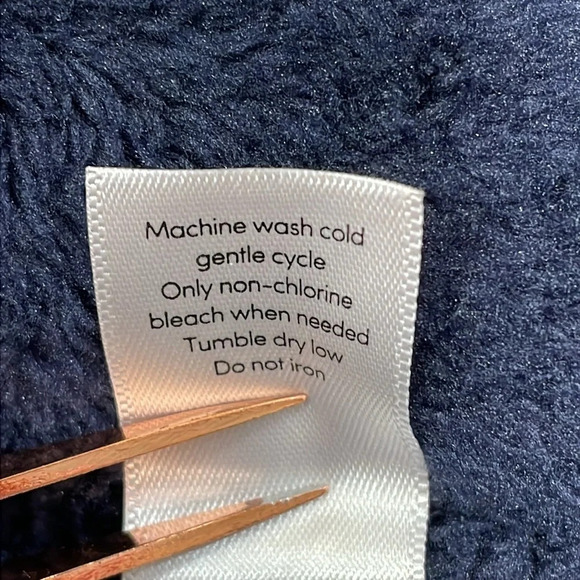 Machine wash cold
gentle cycle
Only non-chlorine
bleach when needed
Tumble dry low
Do not iron